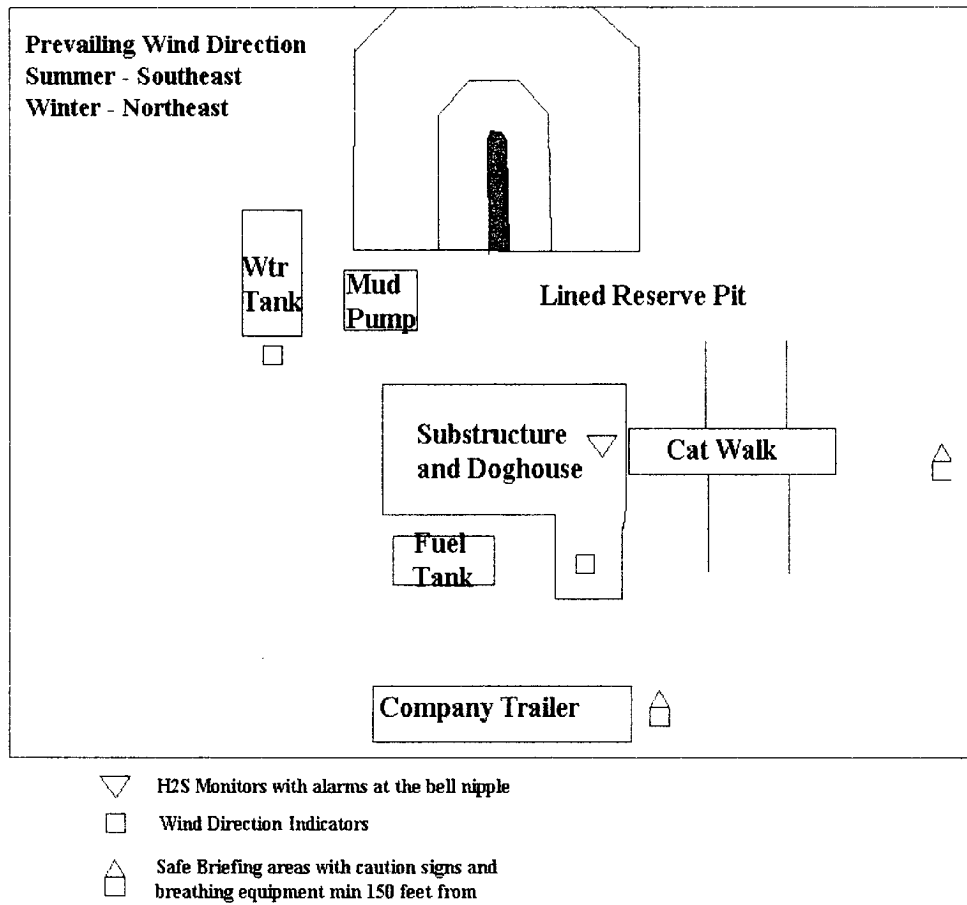 Prevailing Wind Direction
Summer - Southeast
Winter - Northeast
Wtr
Tank
Mud
Pump
Lined Reserve Pit
Substructure
and Doghouse
Cat Walk
Fuel
Tank
Company Trailer
H2S Monitors with alarms at the bell nipple
Wind Direction Indicators
Safe Briefing areas with caution signs and
breathing equipment min 150 feet from